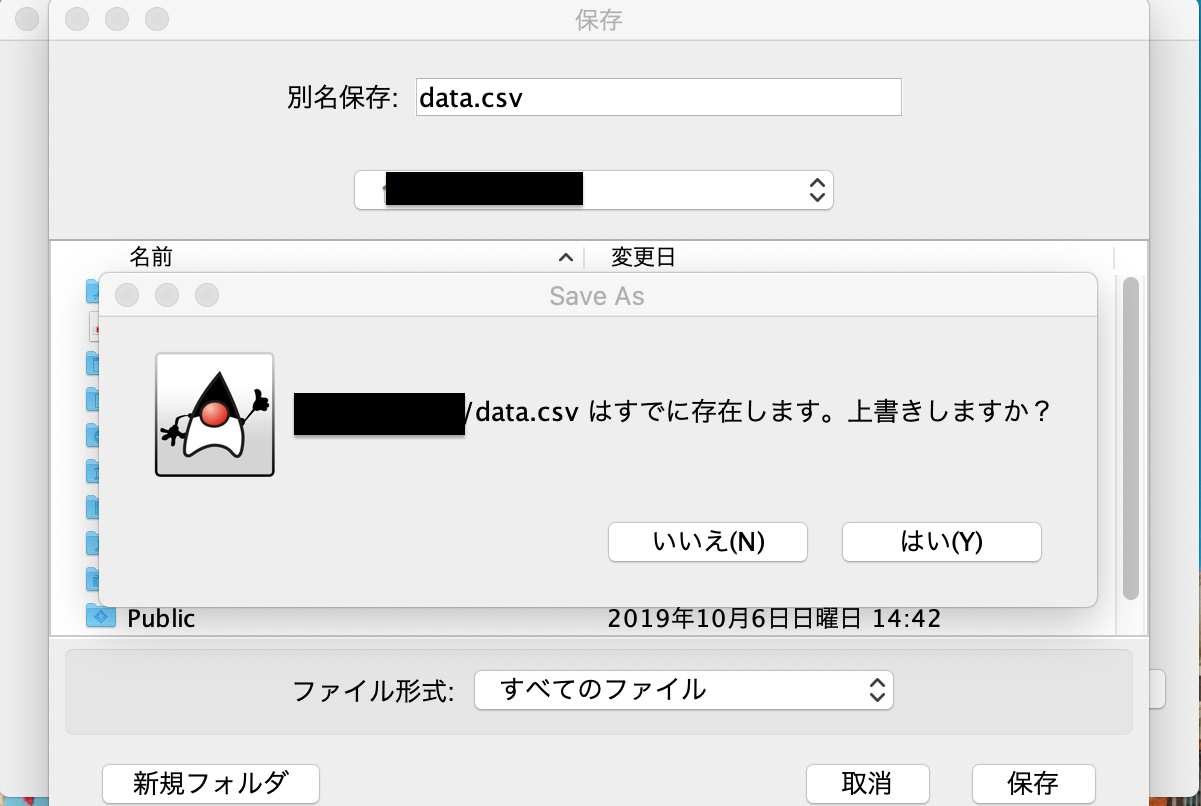 保存
別名保存: data.csv
名前 変更日
Save As
/data.csv はすでに存在します。上書きしますか？
いいえ(N) はい(Y)
Public 2019年10月6日日曜日 14:42
ファイル形式: すべてのファイル
新規フォルダ 取消 保存